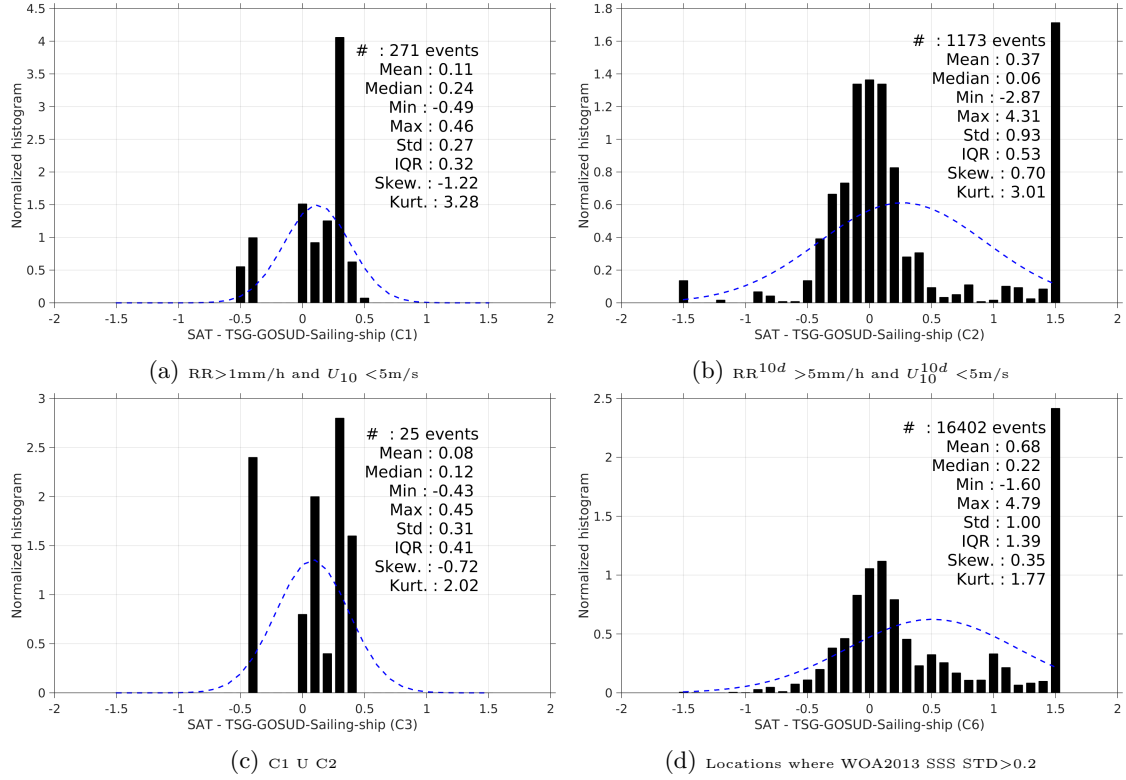 4.5
4
3.5
3
2.5
2
1.5
1
0.5
0
-2
-1.5
-1
-0.5
0
0.5
1
1.5
2
Normalized histogram
# : 271 events
Mean : 0.11
Median : 0.24
Min : -0.49
Max : 0.46
Std : 0.27
IQR : 0.32
Skew. : -1.22
Kurt. : 3.28
SAT - TSG-GOSUD-Sailing-ship (C1)
(a) RR>1mm/h and U10 <5m/s
1.8
1.6
1.4
1.2
1
0.8
0.6
0.4
0.2
0
-2
-1.5
-1
-0.5
0
0.5
1
1.5
2
Normalized histogram
# : 1173 events
Mean : 0.37
Median : 0.06
Min : -2.87
Max : 4.31
Std : 0.93
IQR : 0.53
Skew. : 0.70
Kurt. : 3.01
SAT - TSG-GOSUD-Sailing-ship (C2)
(b) RR^10d >5mm/h and U10^10d <5m/s
3
2.5
2
1.5
1
0.5
0
-2
-1.5
-1
-0.5
0
0.5
1
1.5
2
Normalized histogram
# : 25 events
Mean : 0.08
Median : 0.12
Min : -0.43
Max : 0.45
Std : 0.31
IQR : 0.41
Skew. : -0.72
Kurt. : 2.02
SAT - TSG-GOSUD-Sailing-ship (C3)
(c) C1 U C2
2.5
2
1.5
1
0.5
0
-2
-1.5
-1
-0.5
0
0.5
1
1.5
2
Normalized histogram
# : 16402 events
Mean : 0.68
Median : 0.22
Min : -1.60
Max : 4.79
Std : 1.00
IQR : 1.39
Skew. : 0.35
Kurt. : 1.77
SAT - TSG-GOSUD-Sailing-ship (C6)
(d) Locations where WOA2013 SSS STD>0.2